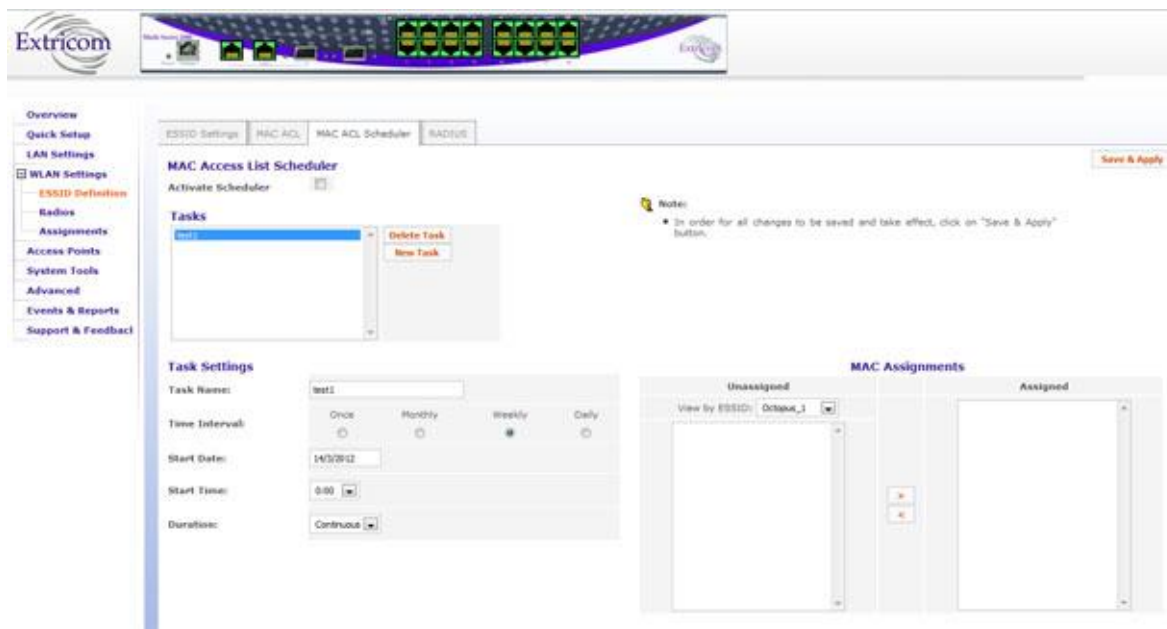 Extricom
Extricom
Overview
Quick Setup
LAN Settings
WLAN Settings
ESSID Definition
Radios
Assignments
Access Points
System Tools
Advanced
Events & Reports
Support & Feedbacl
ESSID Settings
MAC ACL
MAC ACL Scheduler
RADIUS
MAC Access List Scheduler
Save & Apply
Activate Scheduler
Note:
In order for all changes to be saved and take effect, click on "Save & Apply"
button.
Tasks
test1
Delete Task
New Task
Task Settings
Task Name:
test1
Time Interval:
Once
Monthly
Weekly
Daily
Start Date:
14/3/2012
Start Time:
0:00
Duration:
Continuous
MAC Assignments
Unassigned
Assigned
View by ESSID:
Octopus_1
>
<